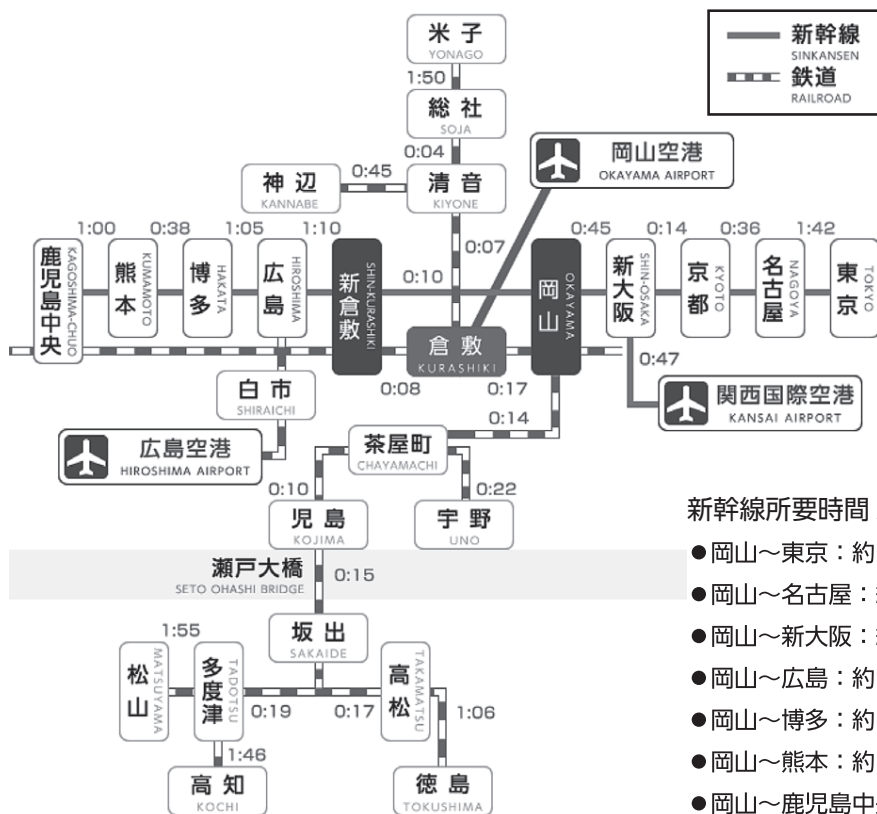 米子
YONAGO
1:50
総社
SOJA
0:04
神辺
KANNABE
0:45
清音
KIYONE
0:07
新幹線
SINKANSEN
鉄道
RAILROAD
岡山空港
OKAYAMA AIRPORT
1:00
0:38
1:05
1:10
0:10
0:45
0:14
0:36
1:42
鹿児島中央
KAGOSHIMA-CHUO
熊本
KUMAMOTO
博多
HAKATA
広島
HIROSHIMA
新倉敷
SHIN-KURASHIKI
倉敷
KURASHIKI
岡山
OKAYAMA
新大阪
SHIN-OSAKA
京都
KYOTO
名古屋
NAGOYA
東京
TOKYO
0:08
0:17
0:47
関西国際空港
KANSAI AIRPORT
白市
SHIRAICHI
広島空港
HIROSHIMA AIRPORT
0:14
茶屋町
CHAYAMACHI
0:10
0:22
児島
KOJIMA
宇野
UNO
瀬戸大橋
SETO OHASHI BRIDGE
0:15
坂出
SAKAIDE
1:55
松山
MATSUYAMA
多度津
TADOTSU
0:19
0:17
高松
TAKAMATSU
1:06
1:46
高知
KOCHI
徳島
TOKUSHIMA
新幹線所要時間
●岡山～東京：約
●岡山～名古屋：
●岡山～新大阪：
●岡山～広島：約
●岡山～博多：約
●岡山～熊本：約
●岡山～鹿児島中